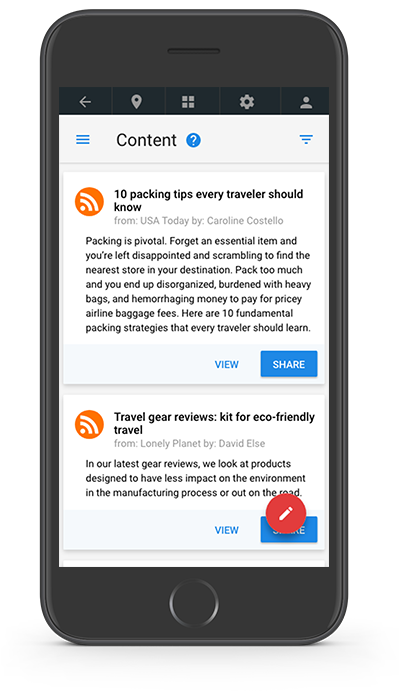 Content ?
10 packing tips every traveler should
know
from: USA Today by: Caroline Costello
Packing is pivotal. Forget an essential item and
you're left disappointed and scrambling to find the
nearest store in your destination. Pack too much
and you end up disorganized, burdened with heavy
bags, and hemorrhaging money to pay for pricey
airline baggage fees. Here are 10 fundamental
packing strategies that every traveler should learn.
VIEW SHARE
Travel gear reviews: kit for eco-friendly
travel
from: Lonely Planet by: David Else
In our latest gear reviews, we look at products
designed to have less impact on the environment
in the manufacturing process or out on the road.
VIEW SHARE